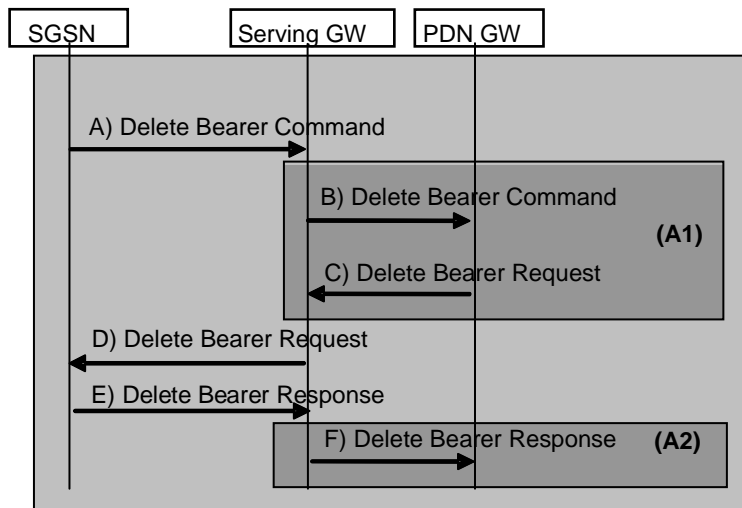 SGSN
Serving GW
PDN GW
A) Delete Bearer Command
B) Delete Bearer Command
(A1)
C) Delete Bearer Request
D) Delete Bearer Request
E) Delete Bearer Response
F) Delete Bearer Response
(A2)